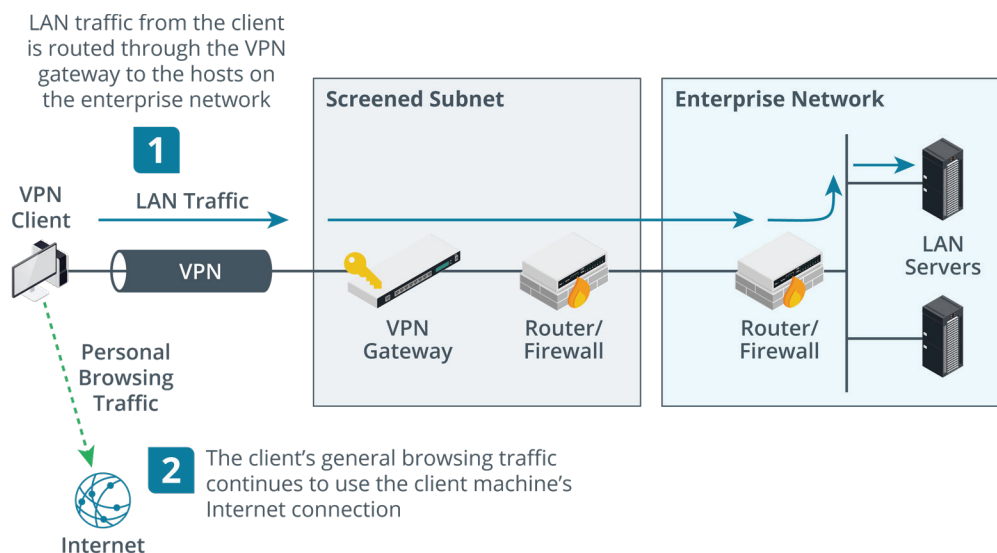 LAN traffic from the client
is routed through the VPN
gateway to the hosts on
the enterprise network
1
Screened Subnet
Enterprise Network
VPN
Client
LAN Traffic
VPN
VPN
Gateway
Router/
Firewall
Router/
Firewall
LAN
Servers
Personal
Browsing
Traffic
2
The client’s general browsing traffic
continues to use the client machine’s
Internet connection
Internet